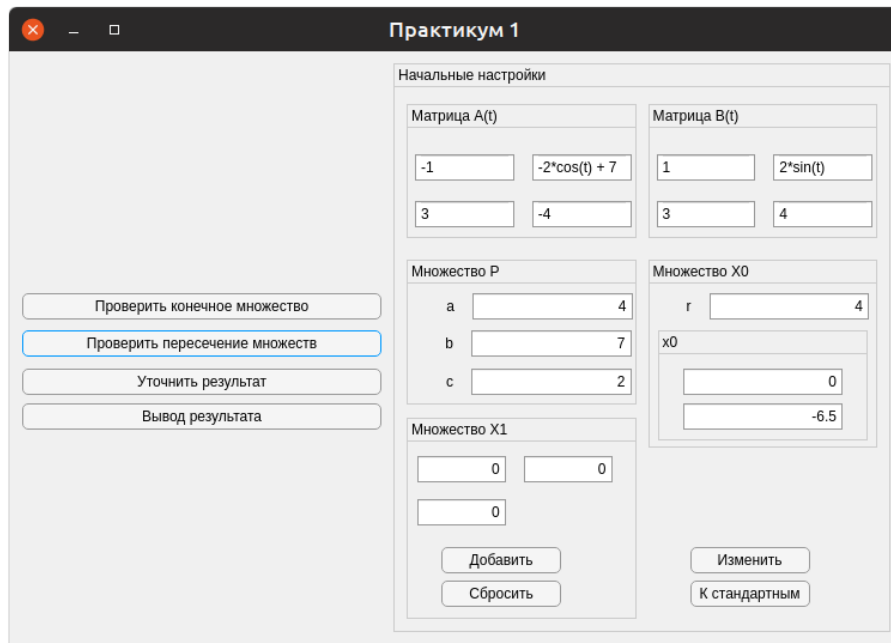 Практикум 1
Начальные настройки
Матрица A(t)
Матрица B(t)
-1
-2*cos(t) + 7
1
2*sin(t)
3
-4
3
4
Множество P
Множество X0
a
4
r
4
b
7
x0
c
2
0
-6.5
Проверить конечное множество
Проверить пересечение множеств
Уточнить результат
Вывод результата
Множество X1
0
0
0
Добавить
Изменить
Сбросить
К стандартным